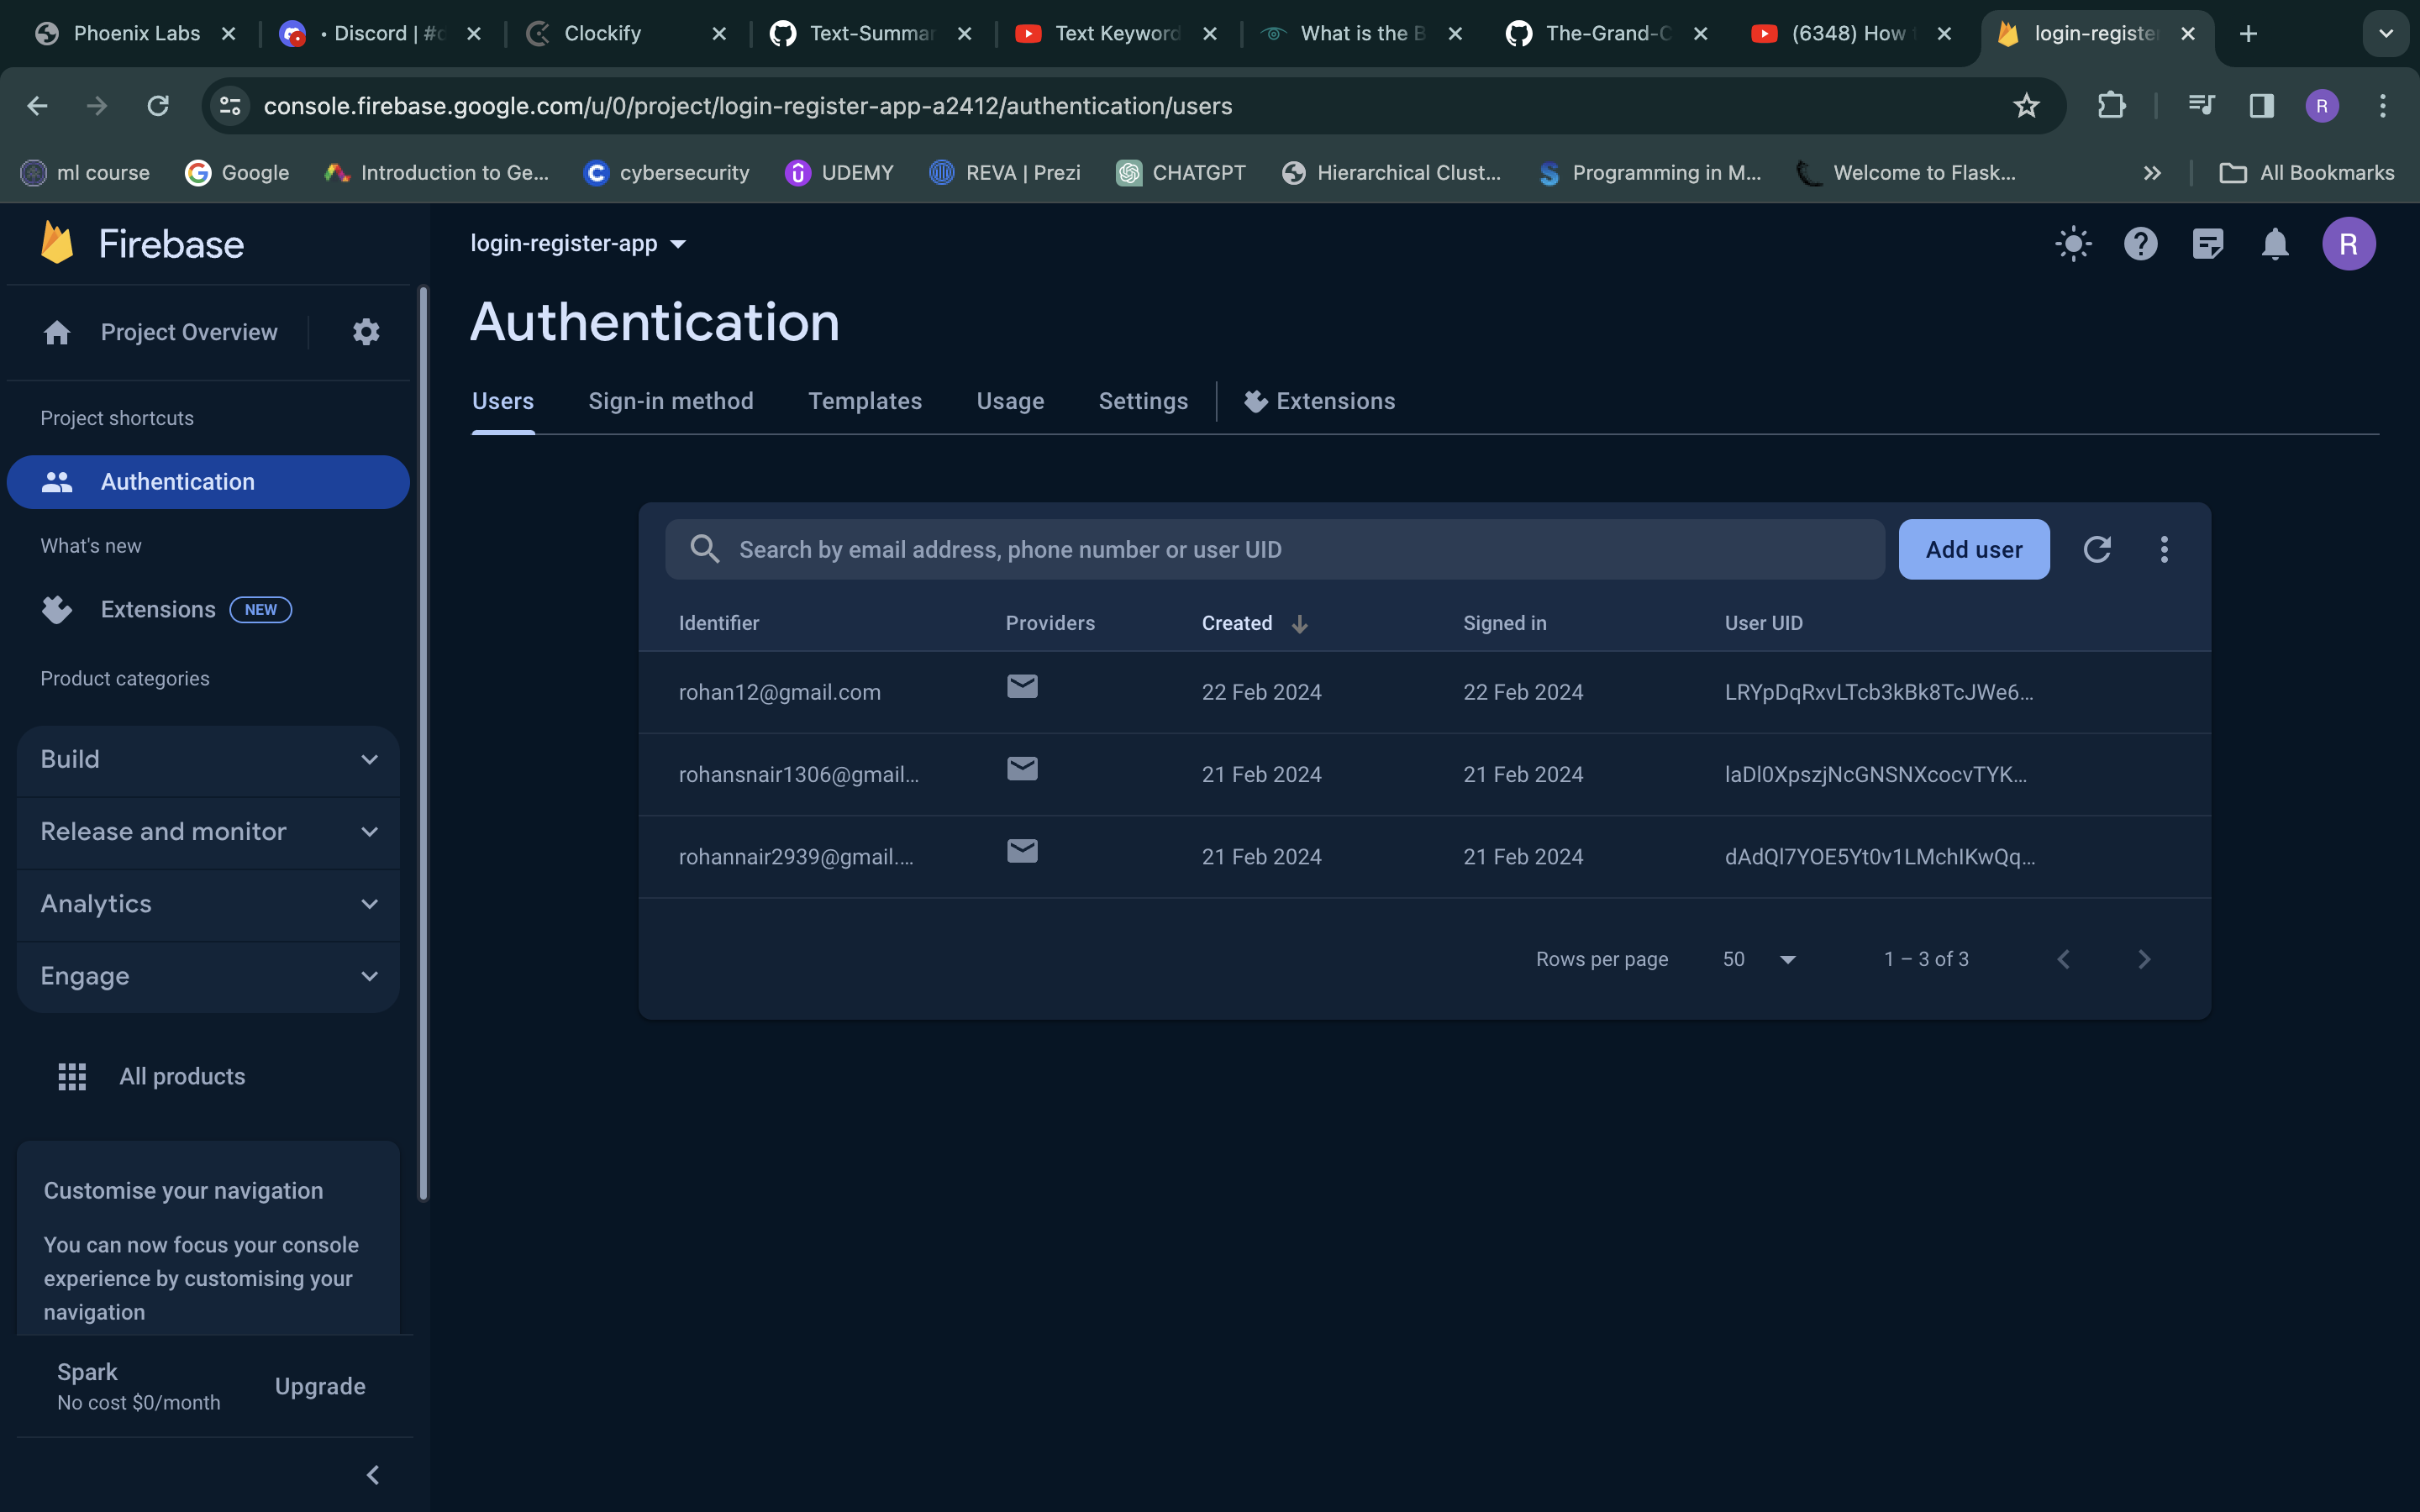 Phoenix Labs
• Discord | #
Clockify
Text-Summar
Text Keyword
What is the B
The-Grand-C
(6348) How
login-registe
console.firebase.google.com/u/0/project/login-register-app-a2412/authentication/users
R
ml course
Google
Introduction to Ge...
cybersecurity
UDEMY
REVA | Prezi
CHATGPT
Hierarchical Clust...
Programming in M...
Welcome to Flask...
All Bookmarks
Firebase
login-register-app
R
Project Overview
Authentication
Users
Sign-in method
Templates
Usage
Settings
Extensions
Project shortcuts
Authentication
What's new
Extensions NEW
Product categories
Build
Release and monitor
Analytics
Engage
All products
Customise your navigation
You can now focus your console
experience by customising your
navigation
Spark
No cost $0/month
Upgrade
Search by email address, phone number or user UID
Add user
Identifier Providers Created Signed in User UID
rohan12@gmail.com 22 Feb 2024 22 Feb 2024 LRYpDqRxvLTcb3kBk8TcJWe6...
rohansnair1306@gmail... 21 Feb 2024 21 Feb 2024 laDl0XpszjNcGNSNXcocvTYK...
rohannair2939@gmail.... 21 Feb 2024 21 Feb 2024 dAdQl7YOE5Yt0v1LMchIKwQq...
Rows per page 50 1 – 3 of 3